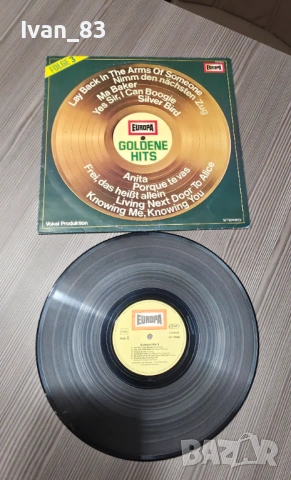 Ivan_83
FOLGE 3
EUROPA
Lay Back In The Arms Of Someone
Nimm den nächsten Zug
Ma Baker
Yes Sir, I Can Boogie
Silver Bird
EUROPA
GOLDENE
HITS
Anita
Porque te vas
Frei, das heißt allein
Living Next Door To Alice
Knowing Me, Knowing You
Vokal Produktion
STEREO
EUROPA
BAZAR